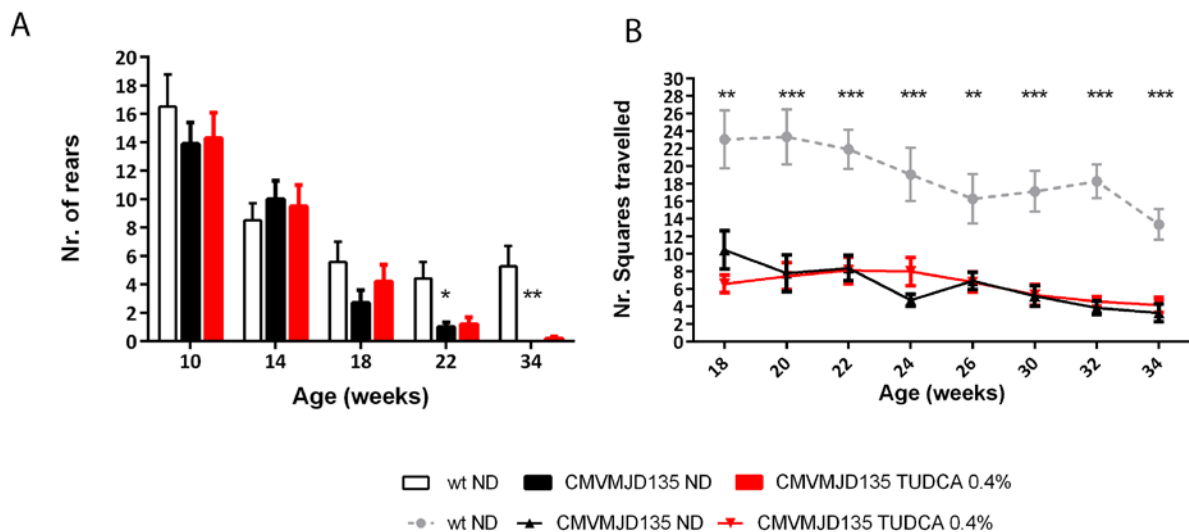 A
Nr. of rears
20
18
16
14
12
10
8
6
4
2
0
* **
10 14 18 22 34
Age (weeks)
B
Nr. Squares travelled
30
28
26
24
22
20
18
16
14
12
10
8
6
4
2
0
** *** *** *** ** *** *** ***
18 20 22 24 26 30 32 34
Age (weeks)
wt ND CMVMJD135 ND CMVMJD135 TUDCA 0.4%
wt ND CMVMJD135 ND CMVMJD135 TUDCA 0.4%